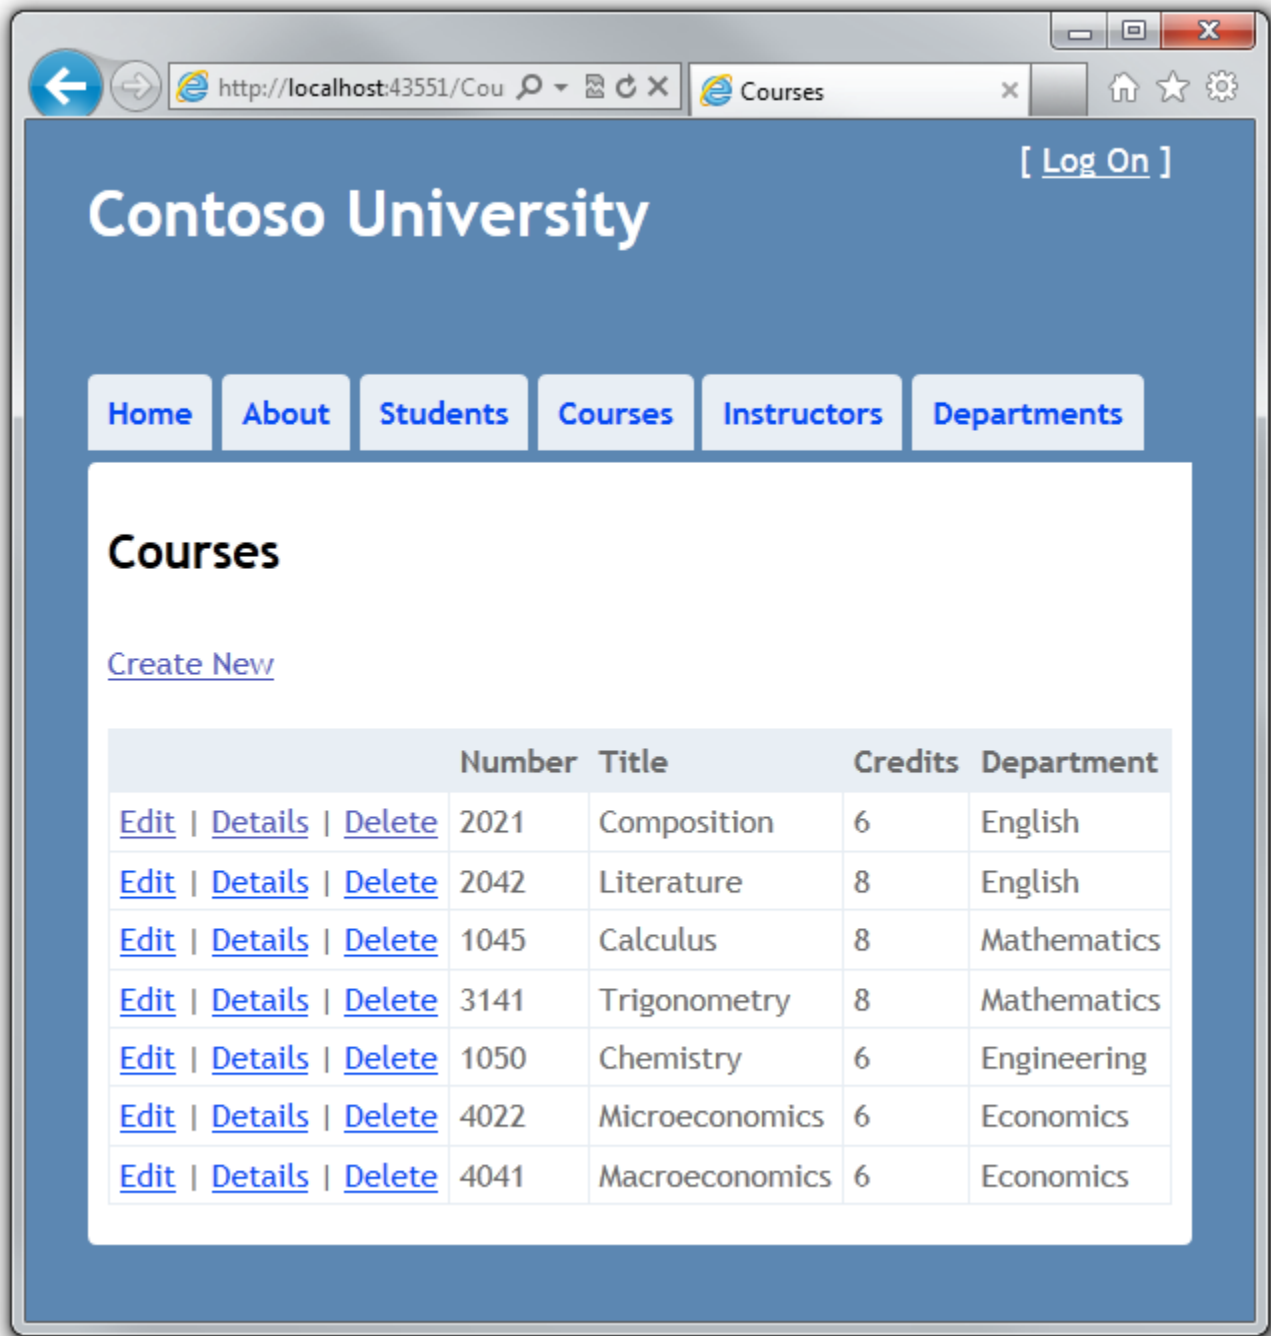 http://localhost:43551/Cou
Courses
[ Log On ]
Contoso University
Home About Students Courses Instructors Departments
Courses
Create New
Number Title Credits Department
Edit | Details | Delete 2021 Composition 6 English
Edit | Details | Delete 2042 Literature 8 English
Edit | Details | Delete 1045 Calculus 8 Mathematics
Edit | Details | Delete 3141 Trigonometry 8 Mathematics
Edit | Details | Delete 1050 Chemistry 6 Engineering
Edit | Details | Delete 4022 Microeconomics 6 Economics
Edit | Details | Delete 4041 Macroeconomics 6 Economics